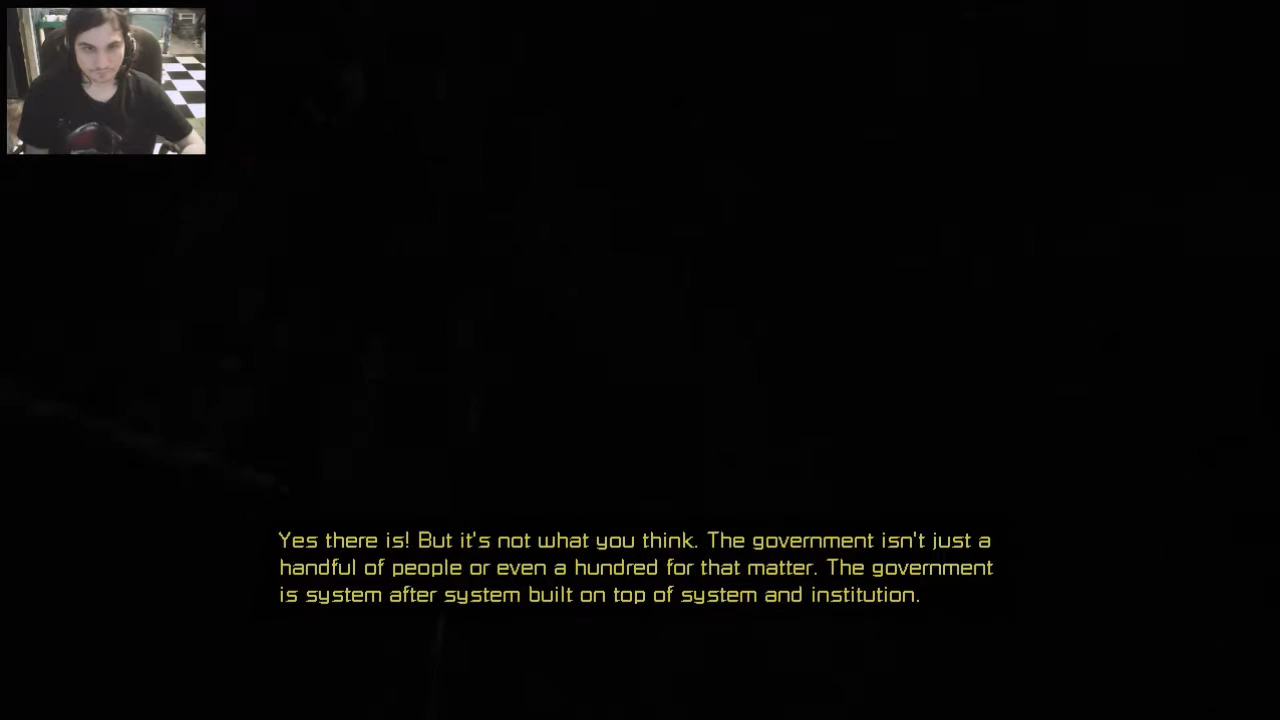 Yes there is! But it's not what you think. The government isn't just a
handful of people or even a hundred for that matter. The government
is system after system built on top of system and institution.